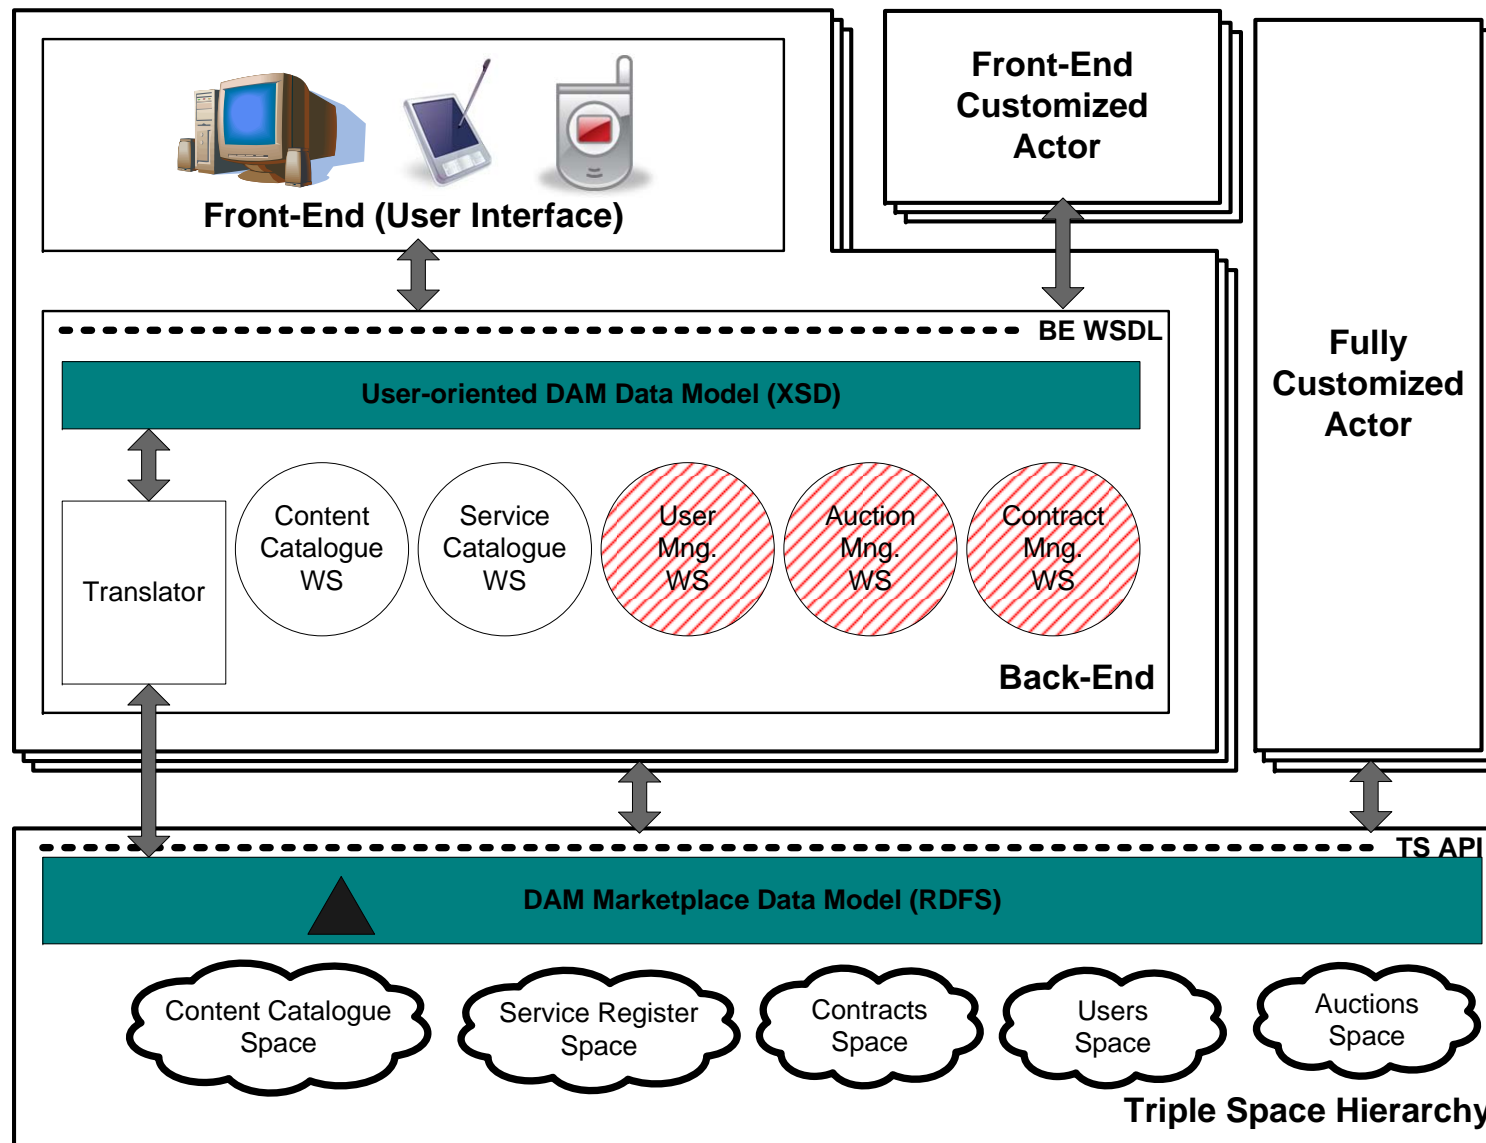 Front-End (User Interface)
Front-End
Customized
Actor
Fully
Customized
Actor
BE WSDL
User-oriented DAM Data Model (XSD)
Translator
Content
Catalogue
WS
Service
Catalogue
WS
User
Mng.
WS
Auction
Mng.
WS
Contract
Mng.
WS
Back-End
TS API
DAM Marketplace Data Model (RDFS)
Content Catalogue
Space
Service Register
Space
Contracts
Space
Users
Space
Auctions
Space
Triple Space Hierarchy